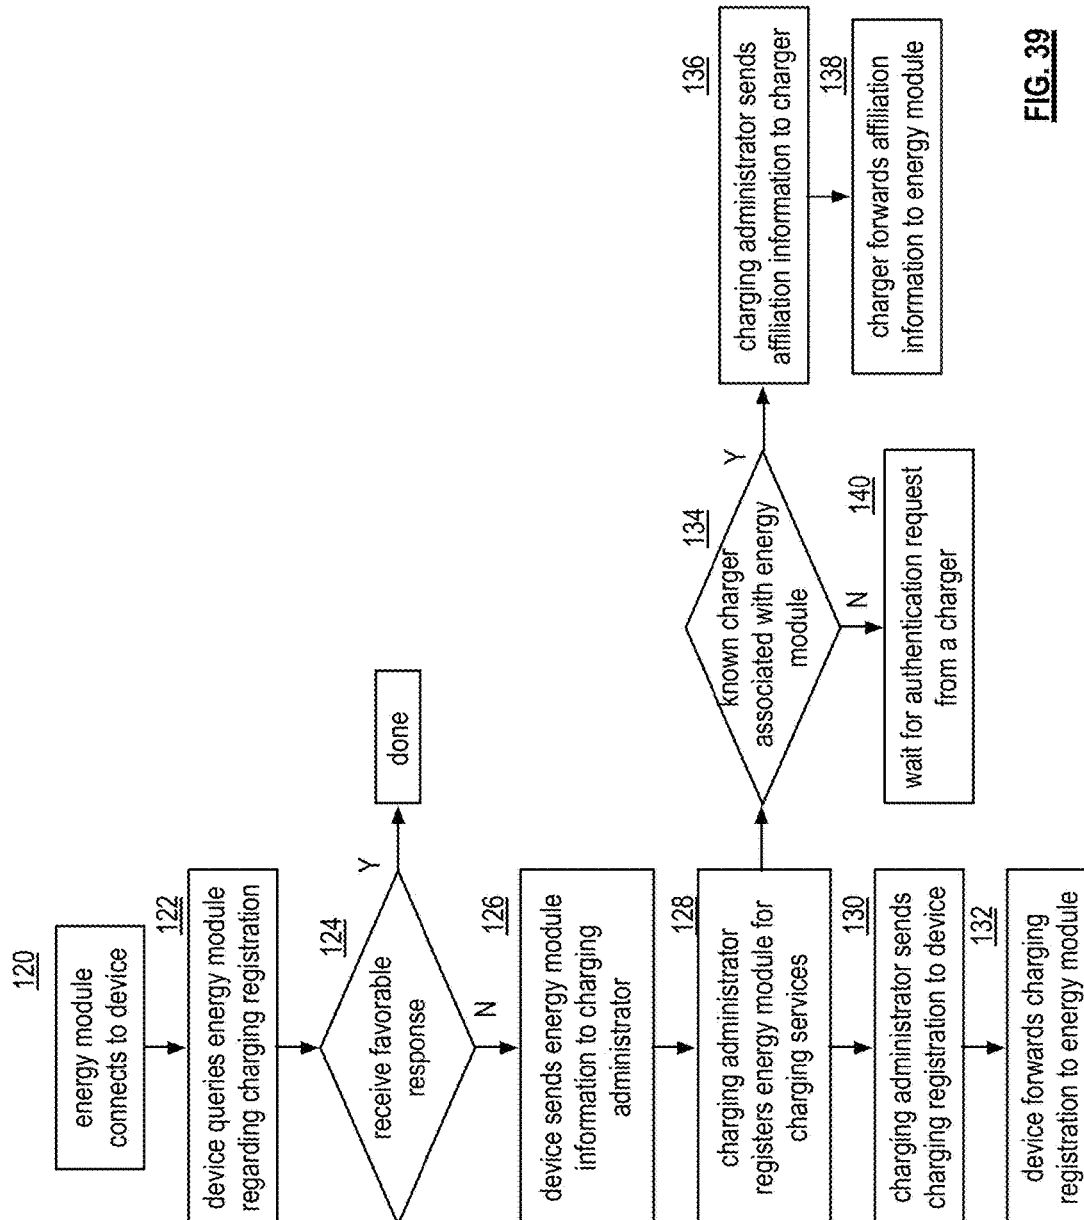 120
energy module
connects to device
122
device queries energy module
regarding charging registration
124
receive favorable
response
Y
done
N
126
device sends energy module
information to charging
administrator
128
charging administrator
registers energy module for
charging services
130
charging administrator sends
charging registration to device
132
device forwards charging
registration to energy module
134
known charger
associated with energy
module
Y
N
136
charging administrator sends
affiliation information to charger
138
charger forwards affiliation
information to energy module
140
wait for authentication request
from a charger
FIG. 39